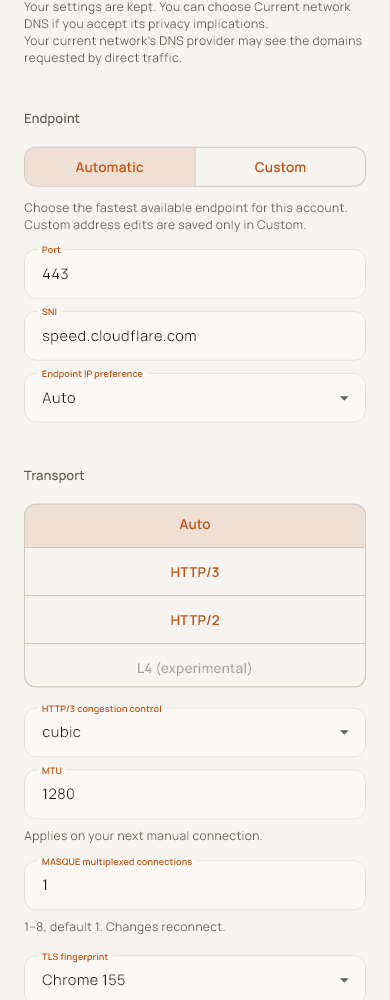 Your settings are kept. You can choose Current network
DNS if you accept its privacy implications.
Your current network's DNS provider may see the domains
requested by direct traffic.
Endpoint
Automatic
Custom
Choose the fastest available endpoint for this account.
Custom address edits are saved only in Custom.
Port
443
SNI
speed.cloudflare.com
Endpoint IP preference
Auto
Transport
Auto
HTTP/3
HTTP/2
L4 (experimental)
HTTP/3 congestion control
cubic
MTU
1280
Applies on your next manual connection.
MASQUE multiplexed connections
1
1–8, default 1. Changes reconnect.
TLS fingerprint
Chrome 155